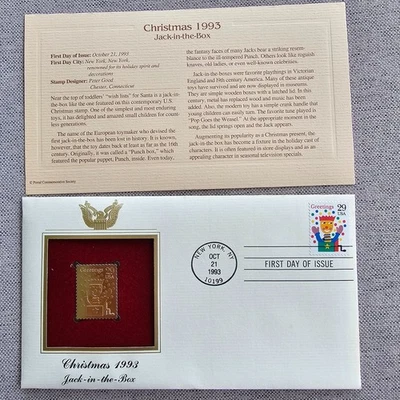 Christmas 1993
Jack-in-the-Box
First Day of Issue: October 21, 1993
First Day City: New York, New York,
renowned for its holiday spirit and
decorations
Stamp Designer: Peter Good,
Chester, Connecticut
Near the top of toddlers' "wish lists" for Santa is a jack-in-
the-box like the one featured on this contemporary U.S.
Christmas stamp. One of the simplest and most enduring
toys, it has delighted and amused small children for count-
less generations.
The name of the European toymaker who devised the
first jack-in-the-box has been lost in history. It is known,
however, that the toy dates back at least as far as the 16th
century. Originally, it was called a "Punch box," which
featured the popular puppet, Punch, inside. Even today,
the fantasy faces of many Jacks bear a striking resem-
blance to the ill-tempered Punch. Others look like roguish
knaves, old ladies, or even well-known celebrities.
Jack-in-the-boxes were favorite playthings in Victorian
England and in 19th century America. Many of these early
toys have survived and are now displayed in museums.
They are simple wooden boxes with a latched lid. In this
century, metal has replaced wood and music has been
added. Also, the modern toy has a simple crank handle that
young children can easily turn. The favorite tune played is
"Pop Goes the Weasel." At the appropriate moment in the
song, the lid springs open and the Jack appears.
Augmenting its popularity as a Christmas present, the
jack-in the box has become a fixture in the holiday cast of
characters. It is often featured in store displays and as an
appealing character in seasonal television specials.
© Postal Commemorative Society
Greetings 29
USA
Greetings 29
USA
NEW YORK, NY
OCT
21
1993
10199
FIRST DAY OF ISSUE
Christmas 1993
Jack-in-the-Box